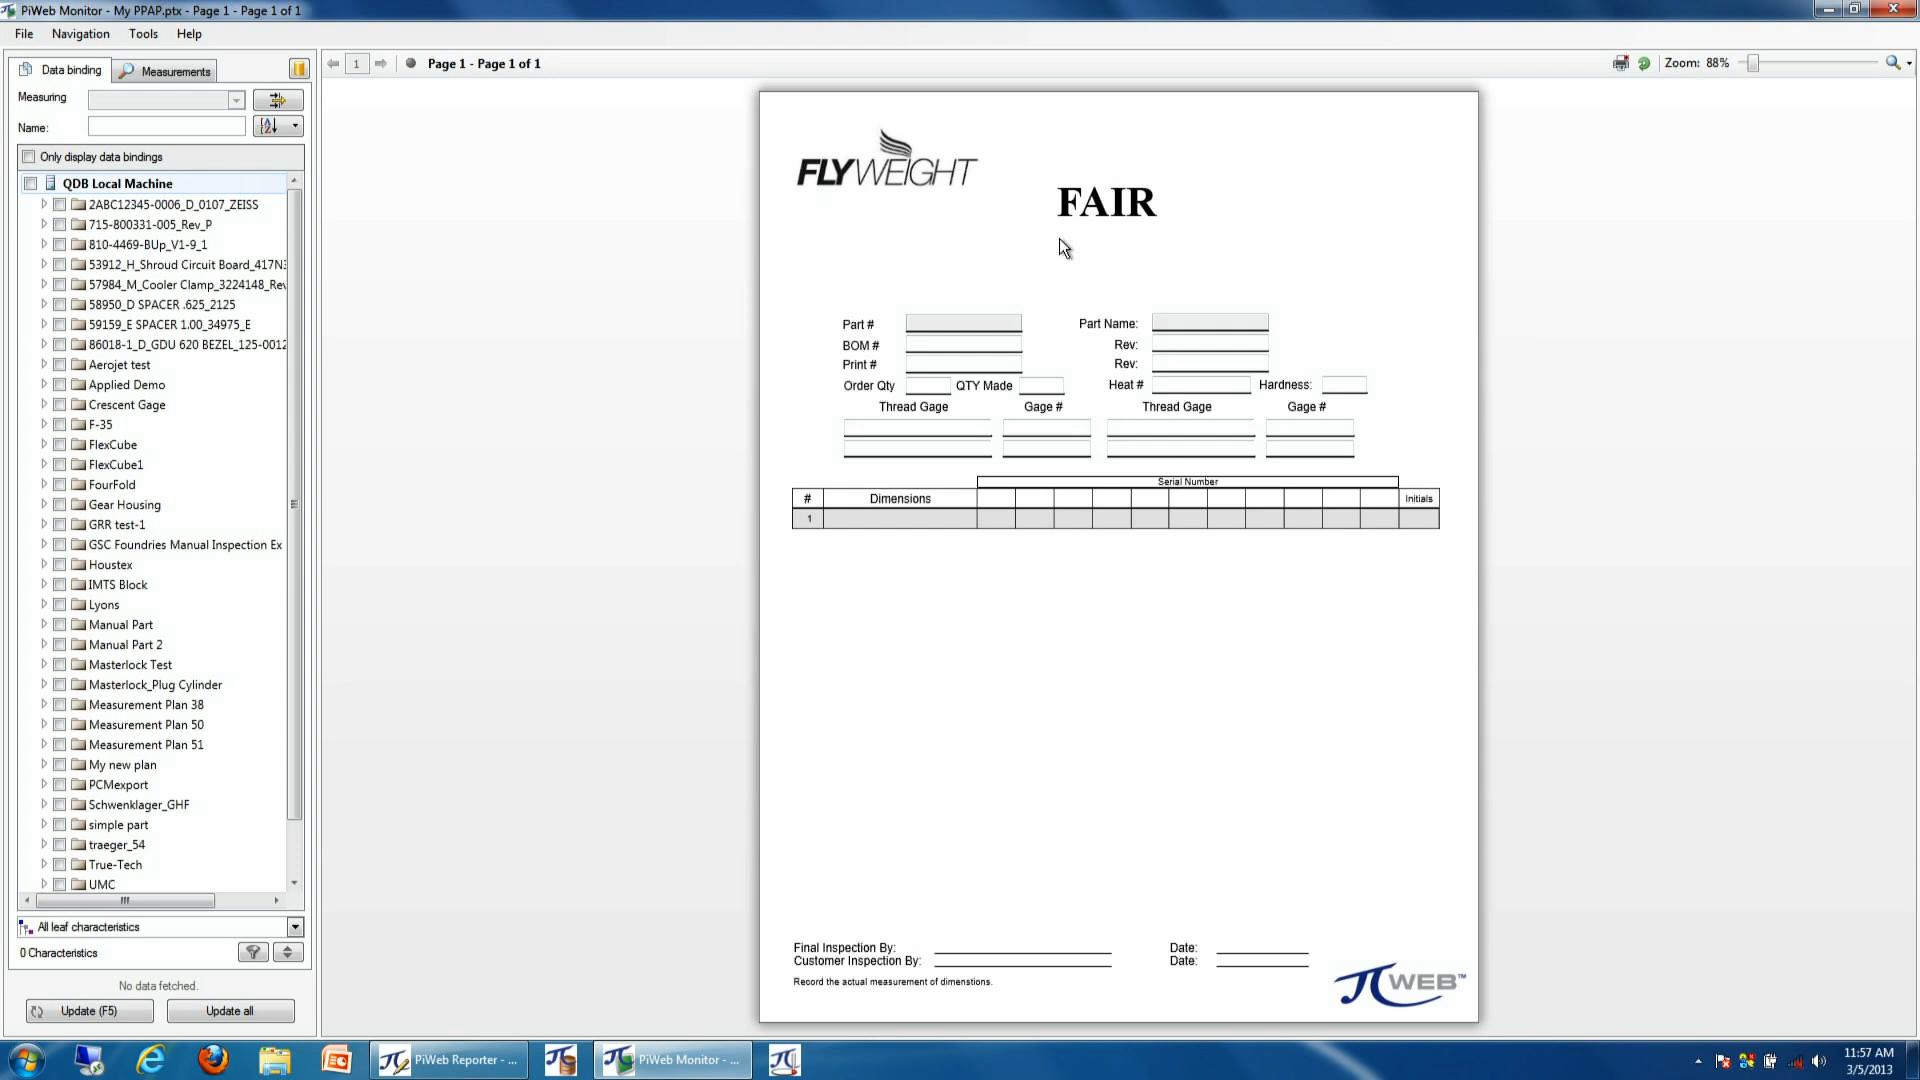 PiWeb Monitor - My PPAP.ptx - Page 1 - Page 1 of 1
File Navigation Tools Help
Data binding Measurements
1 Page 1 - Page 1 of 1 Zoom: 88%
Measuring
Name:
Only display data bindings
QDB Local Machine
2ABC12345-0006_D_0107_ZEISS
715-800331-005_Rev_P
810-4469-BUp_V1-9_1
53912_H_Shroud Circuit Board_417N
57984_M_Cooler Clamp_3224148_Rev
58950_D SPACER .625_2125
59159_E SPACER 1.00_34975_E
86018-1_D_GDU 620 BEZEL_125-0012
Aerojet test
Applied Demo
Crescent Gage
F-35
FlexCube
FlexCube1
FourFold
Gear Housing
GRR test-1
GSC Foundries Manual Inspection Ex
Houstex
IMTS Block
Lyons
Manual Part
Manual Part 2
Masterlock Test
Masterlock_Plug Cylinder
Measurement Plan 38
Measurement Plan 50
Measurement Plan 51
My new plan
PCMexport
Schwenklager_GHF
simple part
traeger_54
True-Tech
UMC
All leaf characteristics
0 Characteristics
No data fetched.
Update (F5) Update all
FLYWEIGHT
FAIR
Part # Part Name:
BOM # Rev:
Print # Rev:
Order Qty QTY Made Heat # Hardness:
Thread Gage Gage # Thread Gage Gage #
Serial Number
# Dimensions Initials
1
Final Inspection By: Date:
Customer Inspection By: Date:
Record the actual measurement of dimenstions.
πWEB™
PiWeb Reporter - ... PiWeb Monitor - ...
11:57 AM
3/5/2013